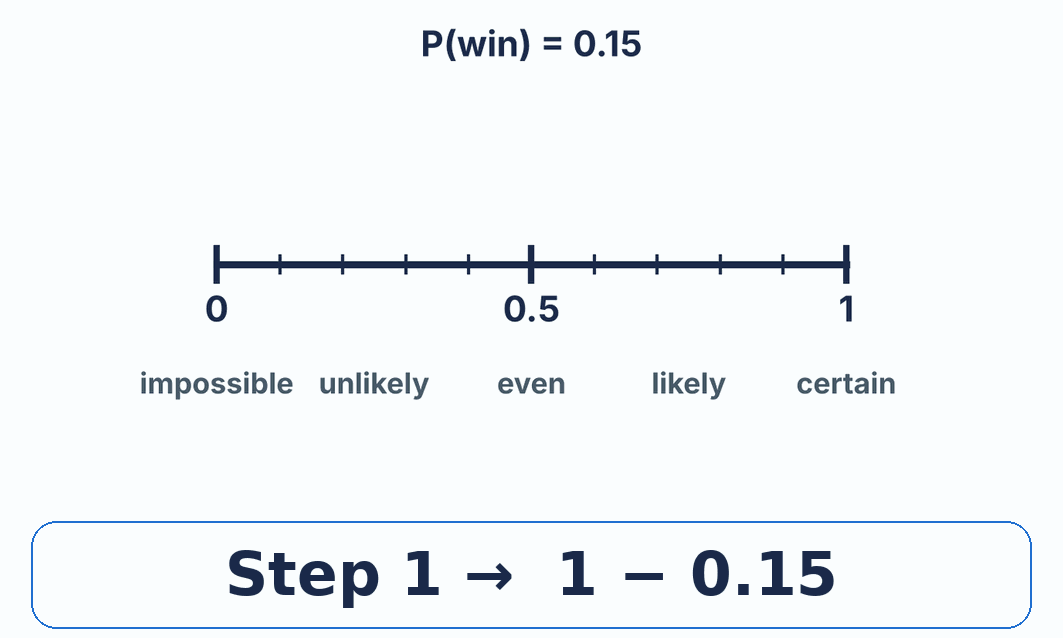 P(win) = 0.15
0 0.5 1
impossible unlikely even likely certain
Step 1 → 1 − 0.15